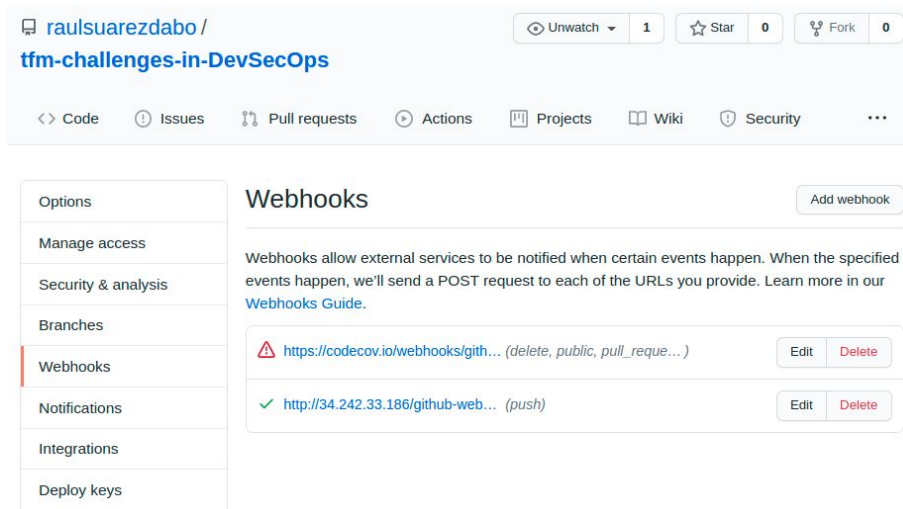 raulsuarezdabo /
tfm-challenges-in-DevSecOps
Unwatch 1 Star 0 Fork 0
<> Code Issues Pull requests Actions Projects Wiki Security ...
Options
Manage access
Security & analysis
Branches
Webhooks
Notifications
Integrations
Deploy keys
Webhooks
Add webhook
Webhooks allow external services to be notified when certain events happen. When the specified
events happen, we'll send a POST request to each of the URLs you provide. Learn more in our
Webhooks Guide.
https://codecov.io/webhooks/gith… (delete, public, pull_reque… ) Edit Delete
http://34.242.33.186/github-web… (push) Edit Delete